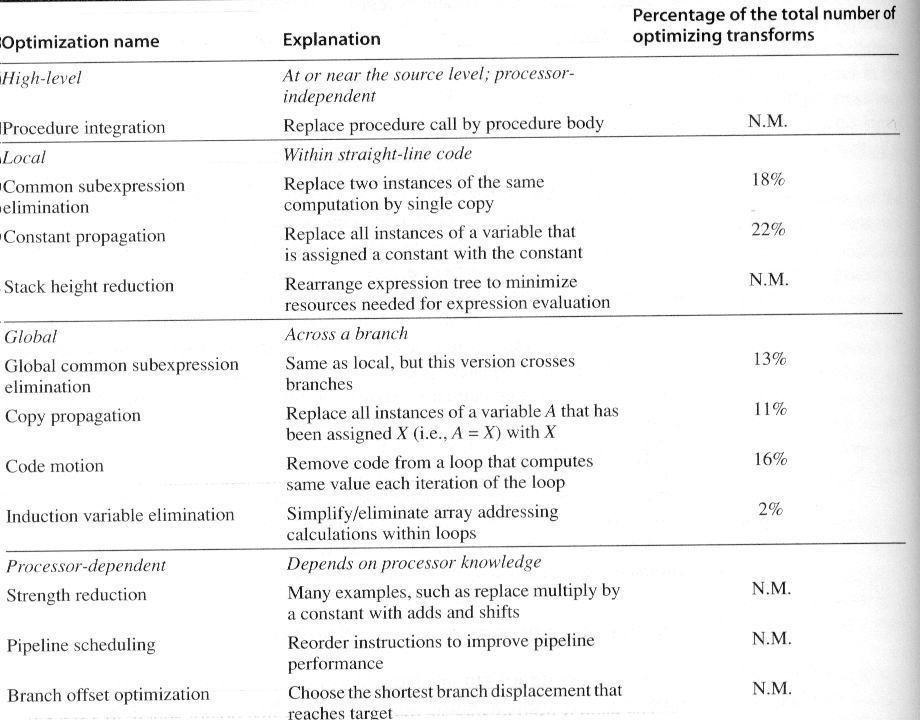 Optimization name Explanation Percentage of the total number of
optimizing transforms
High-level At or near the source level; processor-
independent
Procedure integration Replace procedure call by procedure body N.M.
Local Within straight-line code
Common subexpression Replace two instances of the same 18%
elimination computation by single copy
Constant propagation Replace all instances of a variable that 22%
is assigned a constant with the constant
Stack height reduction Rearrange expression tree to minimize N.M.
resources needed for expression evaluation
Global Across a branch
Global common subexpression Same as local, but this version crosses 13%
elimination branches
Copy propagation Replace all instances of a variable A that has 11%
been assigned X (i.e., A = X) with X
Code motion Remove code from a loop that computes 16%
same value each iteration of the loop
Induction variable elimination Simplify/eliminate array addressing 2%
calculations within loops
Processor-dependent Depends on processor knowledge
Strength reduction Many examples, such as replace multiply by N.M.
a constant with adds and shifts
Pipeline scheduling Reorder instructions to improve pipeline N.M.
performance
Branch offset optimization Choose the shortest branch displacement that N.M.
reaches target